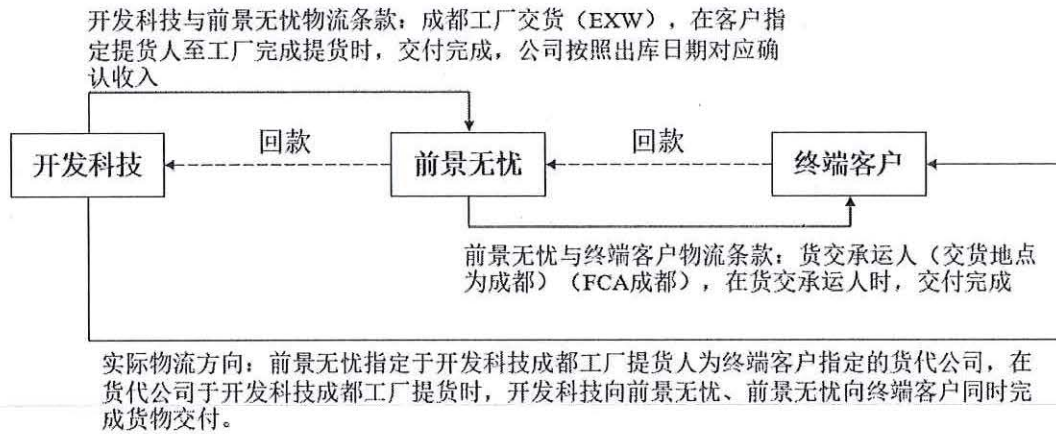 开发科技与前景无忧物流条款：成都工厂交货（EXW），在客户指
定提货人至工厂完成提货时，交付完成，公司按照出库日期对应确
认收入
回款
回款
开发科技
前景无忧
终端客户
前景无忧与终端客户物流条款：货交承运人（交货地点
为成都）（FCA成都），在货交承运人时，交付完成
实际物流方向：前景无忧指定于开发科技成都工厂提货人为终端客户指定的货代公司，在
货代公司于开发科技成都工厂提货时，开发科技向前景无忧、前景无忧向终端客户同时完
成货物交付。